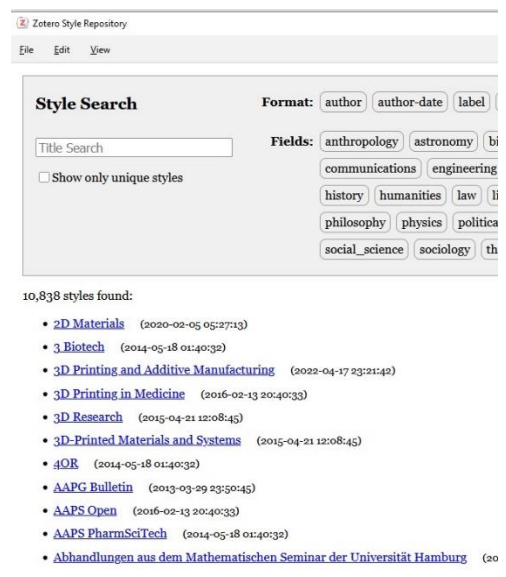 Zotero Style Repository
File Edit View
Style Search
Format: author author-date label
Title Search
Fields: anthropology astronomy
Show only unique styles
communications engineering
history humanities law
philosophy physics
social_science sociology
10,838 styles found:
• 2D Materials (2020-02-05 05:27:13)
• 3 Biotech (2014-05-18 01:40:32)
• 3D Printing and Additive Manufacturing (2022-04-17 23:21:42)
• 3D Printing in Medicine (2016-02-13 20:40:33)
• 3D Research (2015-04-21 12:08:45)
• 3D-Printed Materials and Systems (2015-04-21 12:08:45)
• 4OR (2014-05-18 01:40:32)
• AAPG Bulletin (2013-03-29 23:50:45)
• AAPS Open (2016-02-13 20:40:33)
• AAPS PharmSciTech (2014-05-18 01:40:32)
• Abhandlungen aus dem Mathematischen Seminar der Universität Hamburg (20